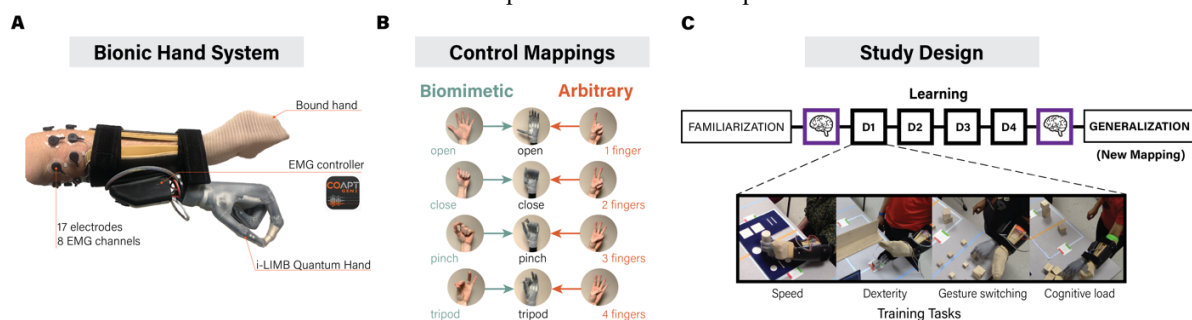 A
Bionic Hand System
Bound hand
EMG controller
COAPT
GEN2
17 electrodes
8 EMG channels
i-LIMB Quantum Hand
B
Control Mappings
Biomimetic
Arbitrary
open
open
1 finger
close
close
2 fingers
pinch
pinch
3 fingers
tripod
tripod
4 fingers
C
Study Design
Learning
FAMILIARIZATION
D1
D2
D3
D4
GENERALIZATION
(New Mapping)
Speed
Dexterity
Gesture switching
Cognitive load
Training Tasks